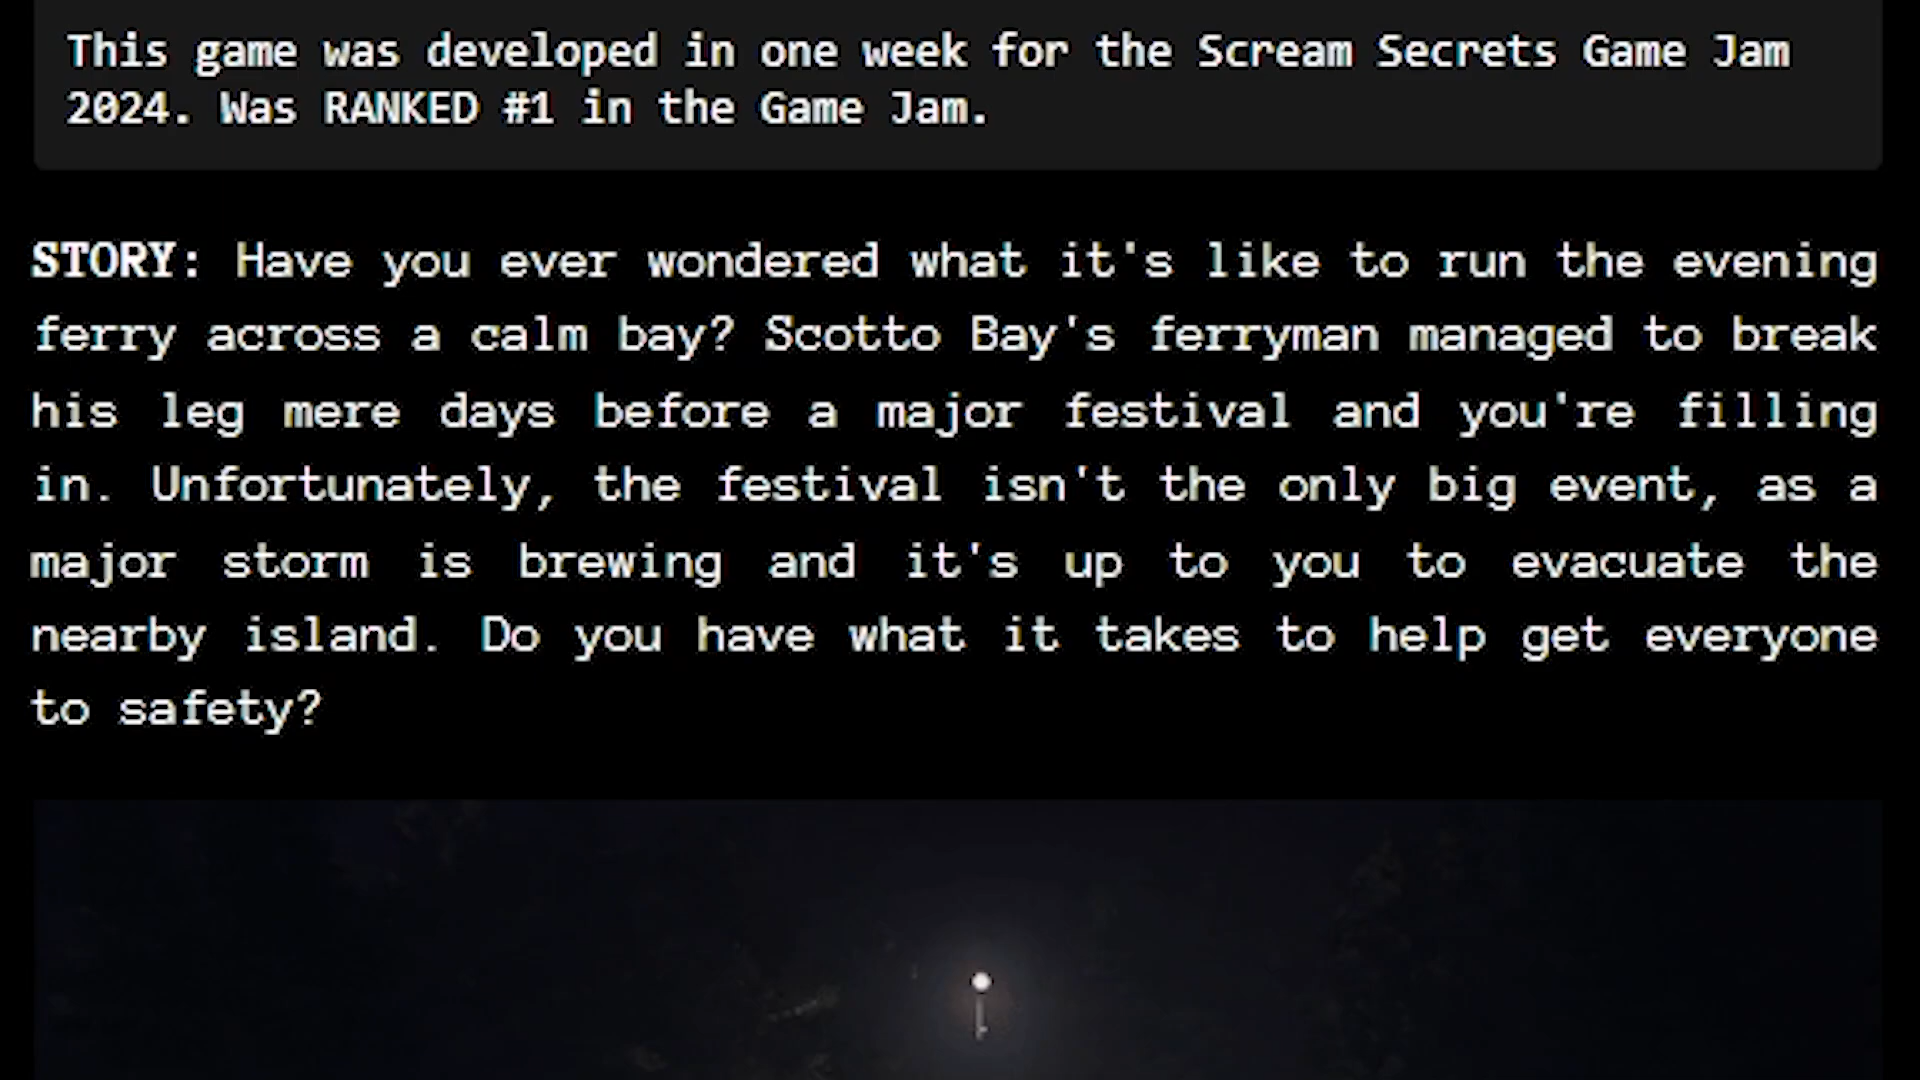 This game was developed in one week for the Scream Secrets Game Jam
2024. Was RANKED #1 in the Game Jam.
STORY: Have you ever wondered what it's like to run the evening
ferry across a calm bay? Scotto Bay's ferryman managed to break
his leg mere days before a major festival and you're filling
in. Unfortunately, the festival isn't the only big event, as a
major storm is brewing and it's up to you to evacuate the
nearby island. Do you have what it takes to help get everyone
to safety?